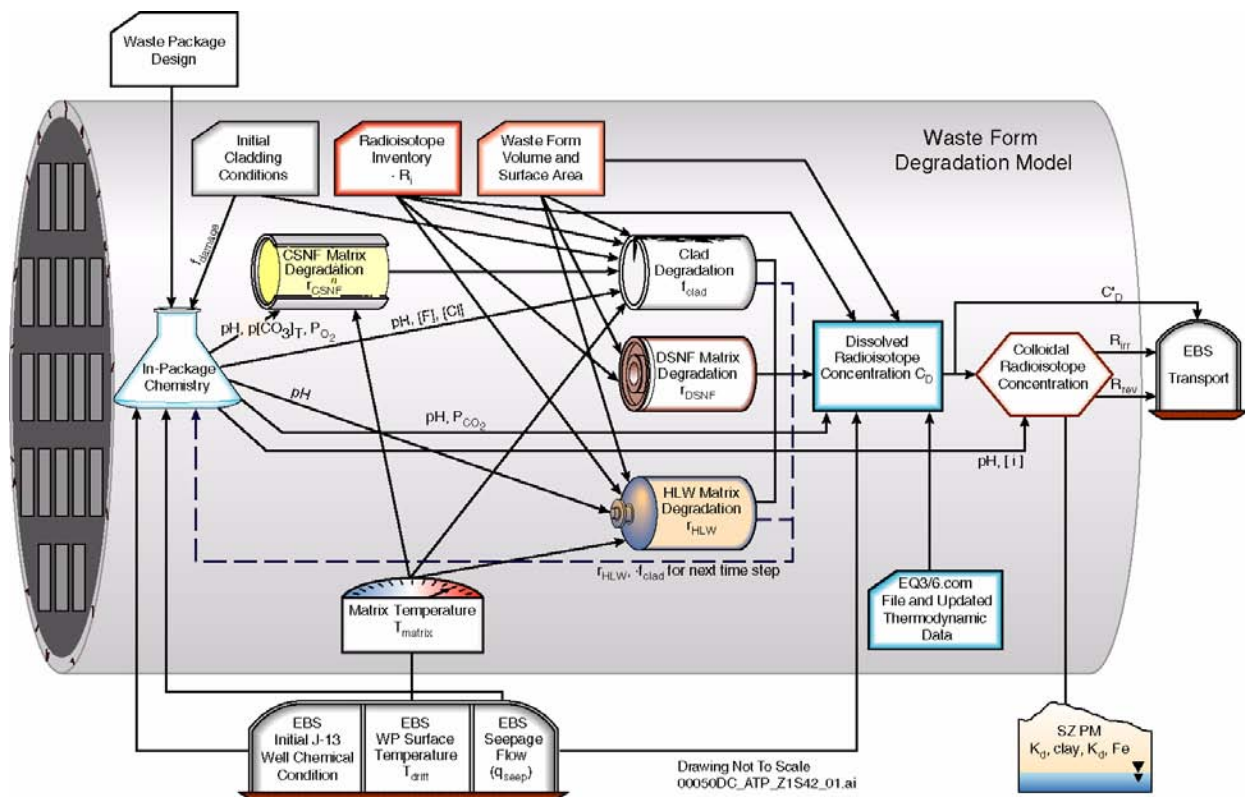 Waste Package
Design
Waste Form
Degradation Model
Initial
Cladding
Conditions
Radioisotope
Inventory
- Ri
Waste Form
Volume and
Surface Area
fdamage
CSNF Matrix
Degradation
rCSNF
Clad
Degradation
fclad
C'D
pH, p[CO3]T, PO2
pH, [F], [Cl]
In-Package
Chemistry
DSNF Matrix
Degradation
rDSNF
Dissolved
Radioisotope
Concentration CD
Colloidal
Radioisotope
Concentration
Rirr
Rrev
EBS
Transport
pH
pH, PCO2
pH, [ i ]
HLW Matrix
Degradation
rHLW
rHLW, ·fclad for next time step
Matrix Temperature
Tmatrix
EQ3/6.com
File and Updated
Thermodynamic
Data
EBS
Initial J-13
Well Chemical
Condition
EBS
WP Surface
Temperature
Tdrift
EBS
Seepage
Flow
(qseep)
Drawing Not To Scale
00050DC_ATP_Z1S42_01.ai
SZ PM
Kd, clay, Kd, Fe